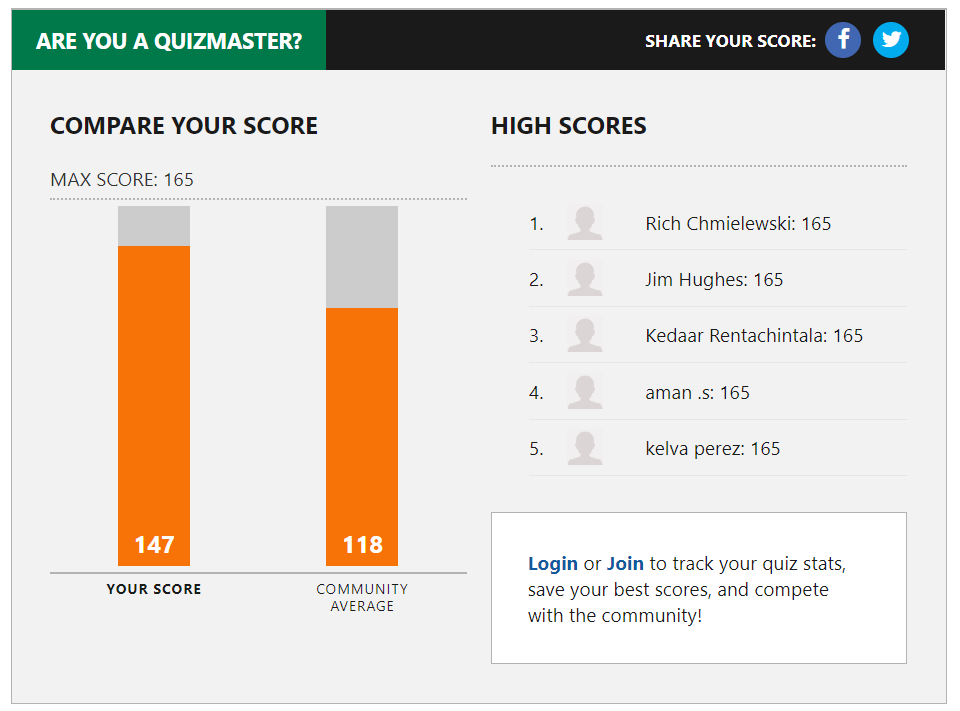 ARE YOU A QUIZMASTER?
SHARE YOUR SCORE:
COMPARE YOUR SCORE
MAX SCORE: 165
147
118
YOUR SCORE
COMMUNITY
AVERAGE
HIGH SCORES
1. Rich Chmielewski: 165
2. Jim Hughes: 165
3. Kedaar Rentachintala: 165
4. aman .s: 165
5. kelva perez: 165
Login or Join to track your quiz stats,
save your best scores, and compete
with the community!